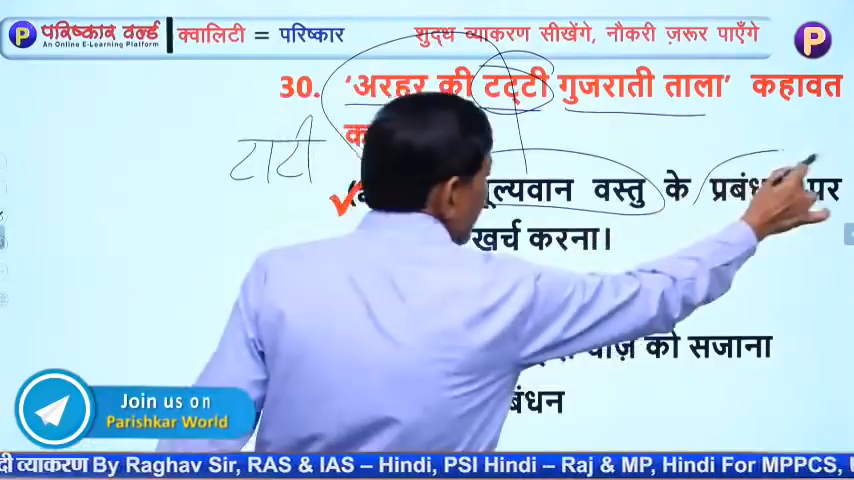 परिष्कार वर्ल्ड
An Online E-Learning Platform
क्वालिटी = परिष्कार
शुद्ध व्याकरण सीखेंगे, नौकरी ज़रूर पाएँगे
30. 'अरहर की टट्टी गुजराती ताला' कहावत
टाटी
मूल्यवान वस्तु के पर
खर्च करना।
को सजाना
Join us on
Parishkar World
व्याकरण By Raghav Sir, RAS & IAS – Hindi, PSI Hindi – Raj & MP, Hindi For MPPCS,